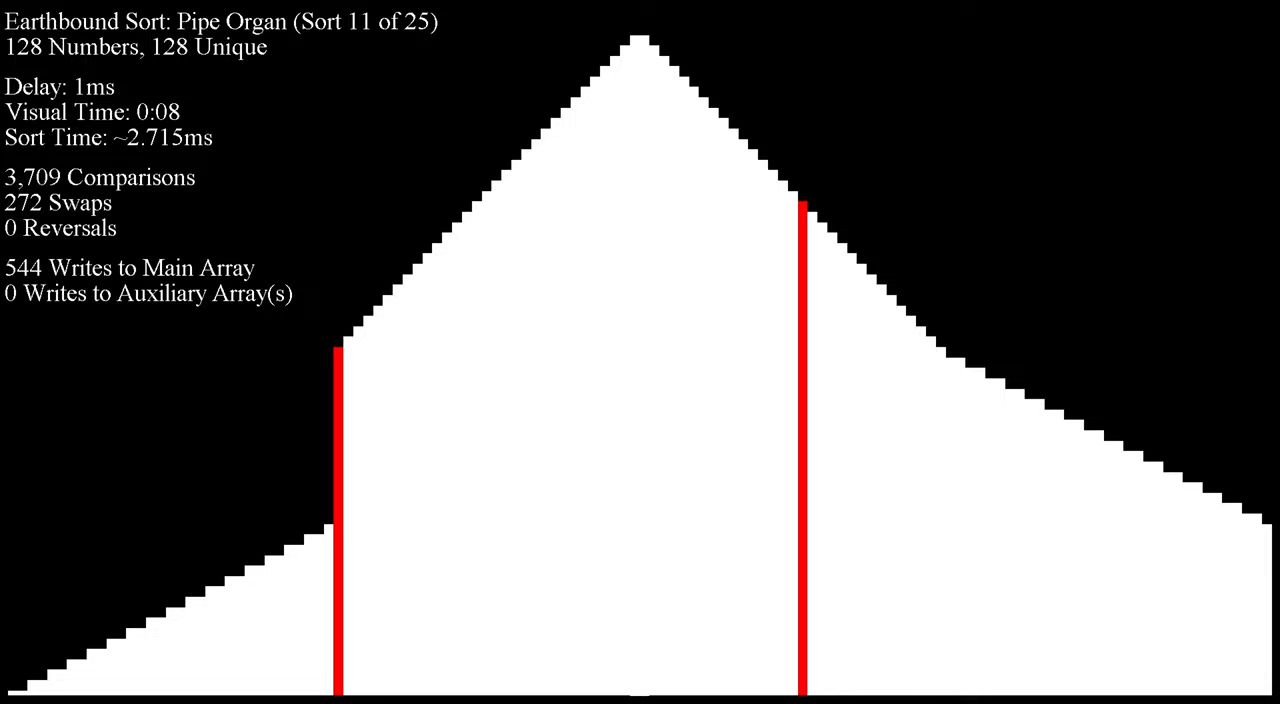 Earthbound Sort: Pipe Organ (Sort 11 of 25)
128 Numbers, 128 Unique
Delay: 1ms
Visual Time: 0:08
Sort Time: ~2.715ms
3,709 Comparisons
272 Swaps
0 Reversals
544 Writes to Main Array
0 Writes to Auxiliary Array(s)